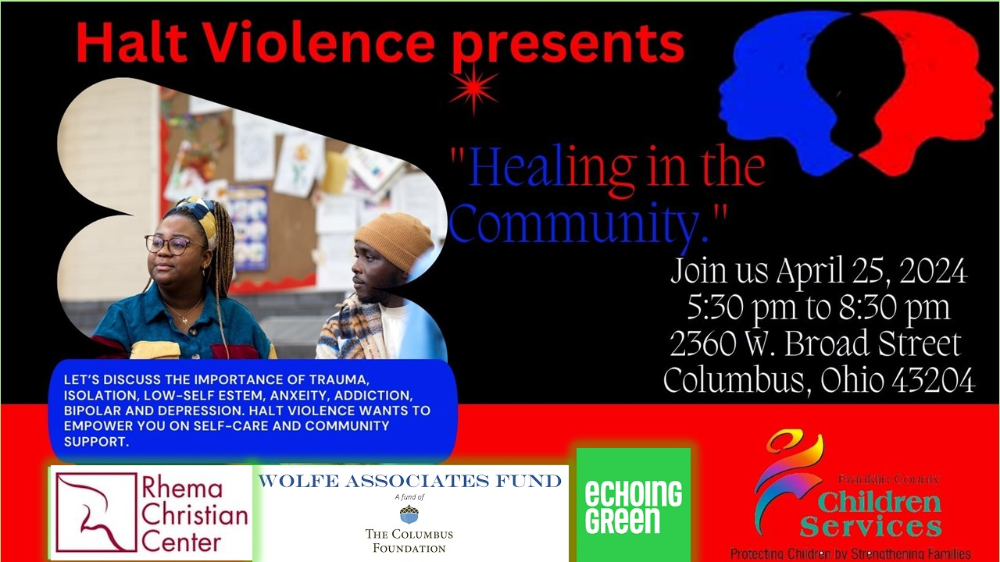 Halt Violence presents
"Healing in the
Community."
Join us April 25, 2024
5:30 pm to 8:30 pm
2360 W. Broad Street
Columbus, Ohio 43204
LET'S DISCUSS THE IMPORTANCE OF TRAUMA,
ISOLATION, LOW-SELF ESTEM, ANXEITY, ADDICTION,
BIPOLAR AND DEPRESSION. HALT VIOLENCE WANTS TO
EMPOWER YOU ON SELF-CARE AND COMMUNITY
SUPPORT.
Rhema
Christian
Center
WOLFE ASSOCIATES FUND
A fund of
THE COLUMBUS
FOUNDATION
echoing
green
Franklin County
Children
Services
Protecting Children by Strengthening Families